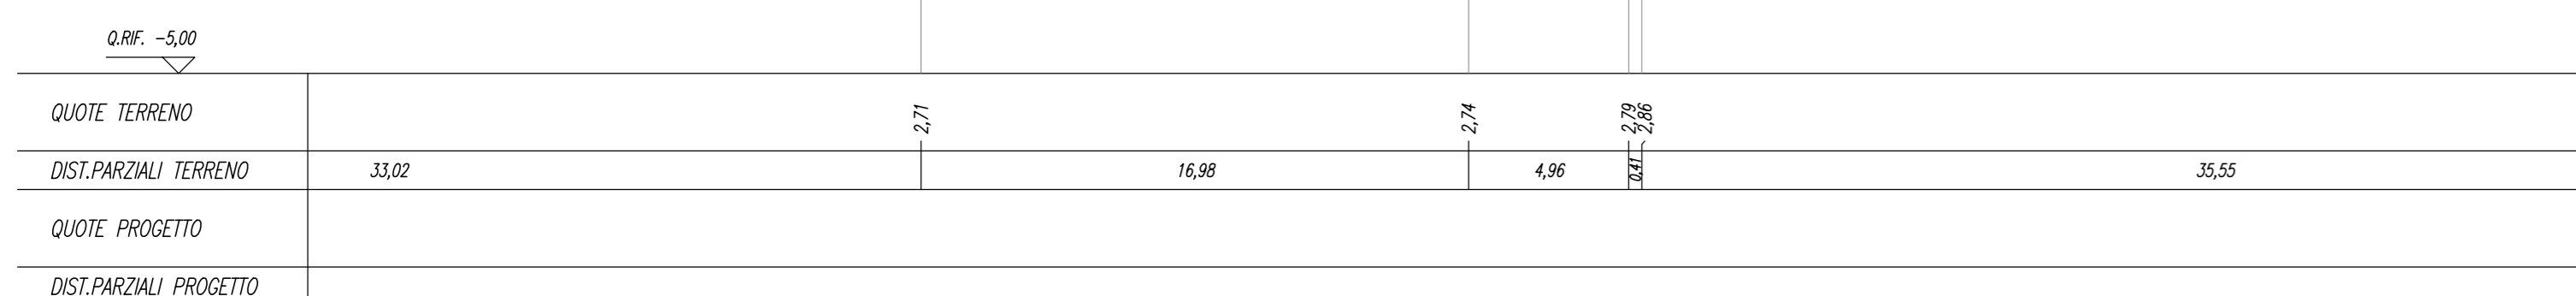 Q.RIF. -5,00
QUOTE TERRENO 2,71 2,74 2,79 2,86
DIST.PARZIALI TERRENO 33,02 16,98 4,96 0,41 35,55
QUOTE PROGETTO
DIST.PARZIALI PROGETTO